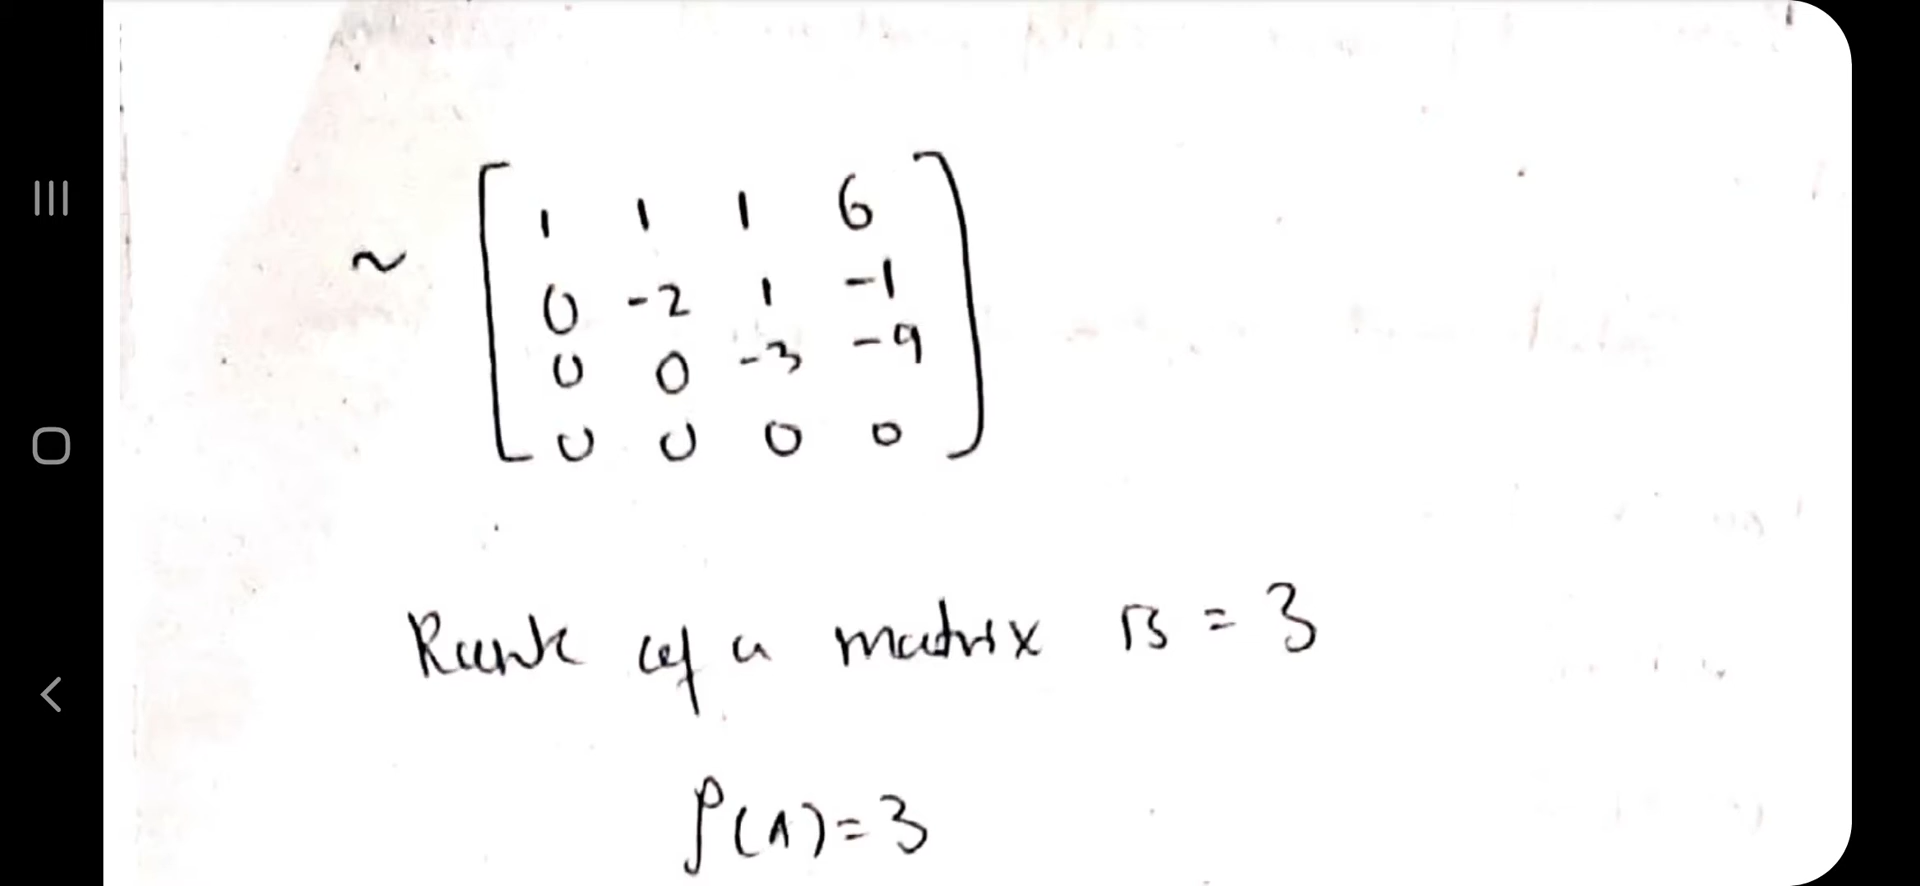 ~ [ 1 1 1 6
0 -2 1 -1
0 0 -3 -9
0 0 0 0 ]
Rank of a matrix B = 3
ρ(A) = 3